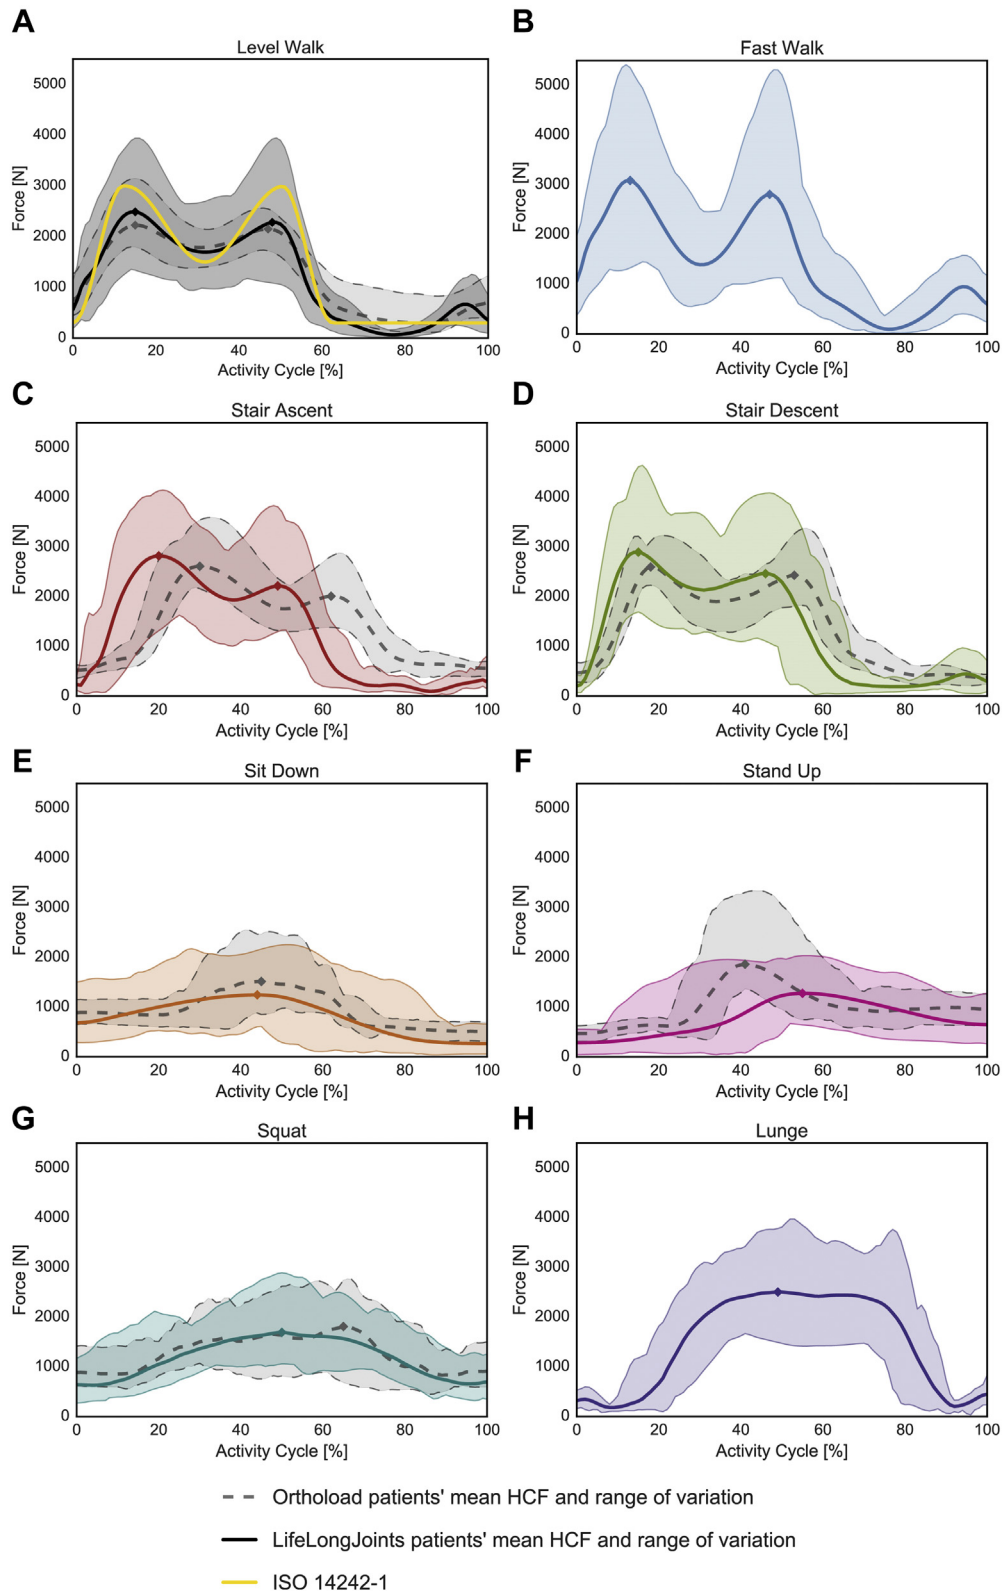 A
Level Walk
5000
4000
3000
2000
1000
0
Force [N]
0 20 40 60 80 100
Activity Cycle [%]
B
Fast Walk
5000
4000
3000
2000
1000
0
Force [N]
0 20 40 60 80 100
Activity Cycle [%]
C
Stair Ascent
5000
4000
3000
2000
1000
0
Force [N]
0 20 40 60 80 100
Activity Cycle [%]
D
Stair Descent
5000
4000
3000
2000
1000
0
Force [N]
0 20 40 60 80 100
Activity Cycle [%]
E
Sit Down
5000
4000
3000
2000
1000
0
Force [N]
0 20 40 60 80 100
Activity Cycle [%]
F
Stand Up
5000
4000
3000
2000
1000
0
Force [N]
0 20 40 60 80 100
Activity Cycle [%]
G
Squat
5000
4000
3000
2000
1000
0
Force [N]
0 20 40 60 80 100
Activity Cycle [%]
H
Lunge
5000
4000
3000
2000
1000
0
Force [N]
0 20 40 60 80 100
Activity Cycle [%]
Orthoload patients' mean HCF and range of variation
LifeLongJoints patients' mean HCF and range of variation
ISO 14242-1